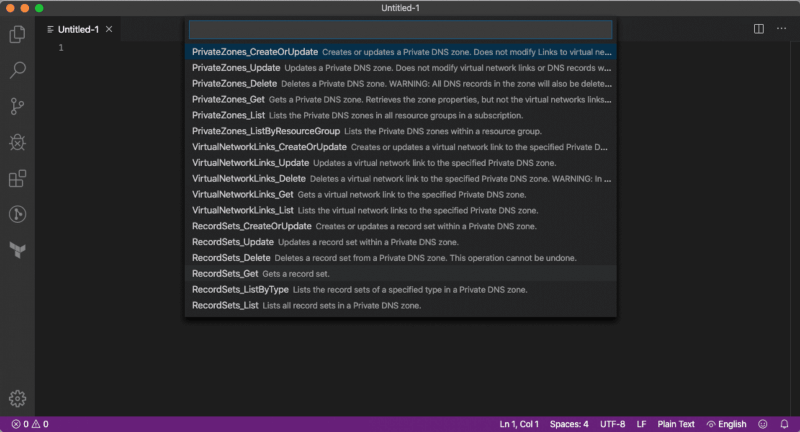 Untitled-1
Untitled-1
1
PrivateZones_CreateOrUpdate Creates or updates a Private DNS zone. Does not modify Links to virtual ne...
PrivateZones_Update Updates a Private DNS zone. Does not modify virtual network links or DNS records w...
PrivateZones_Delete Deletes a Private DNS zone. WARNING: All DNS records in the zone will also be delete...
PrivateZones_Get Gets a Private DNS zone. Retrieves the zone properties, but not the virtual networks links...
PrivateZones_List Lists the Private DNS zones in all resource groups in a subscription.
PrivateZones_ListByResourceGroup Lists the Private DNS zones within a resource group.
VirtualNetworkLinks_CreateOrUpdate Creates or updates a virtual network link to the specified Private D...
VirtualNetworkLinks_Update Updates a virtual network link to the specified Private DNS zone.
VirtualNetworkLinks_Delete Deletes a virtual network link to the specified Private DNS zone. WARNING: In ...
VirtualNetworkLinks_Get Gets a virtual network link to the specified Private DNS zone.
VirtualNetworkLinks_List Lists the virtual network links to the specified Private DNS zone.
RecordSets_CreateOrUpdate Creates or updates a record set within a Private DNS zone.
RecordSets_Update Updates a record set within a Private DNS zone.
RecordSets_Delete Deletes a record set from a Private DNS zone. This operation cannot be undone.
RecordSets_Get Gets a record set.
RecordSets_ListByType Lists the record sets of a specified type in a Private DNS zone.
RecordSets_List Lists all record sets in a Private DNS zone.
0 0 Ln 1, Col 1 Spaces: 4 UTF-8 LF Plain Text English